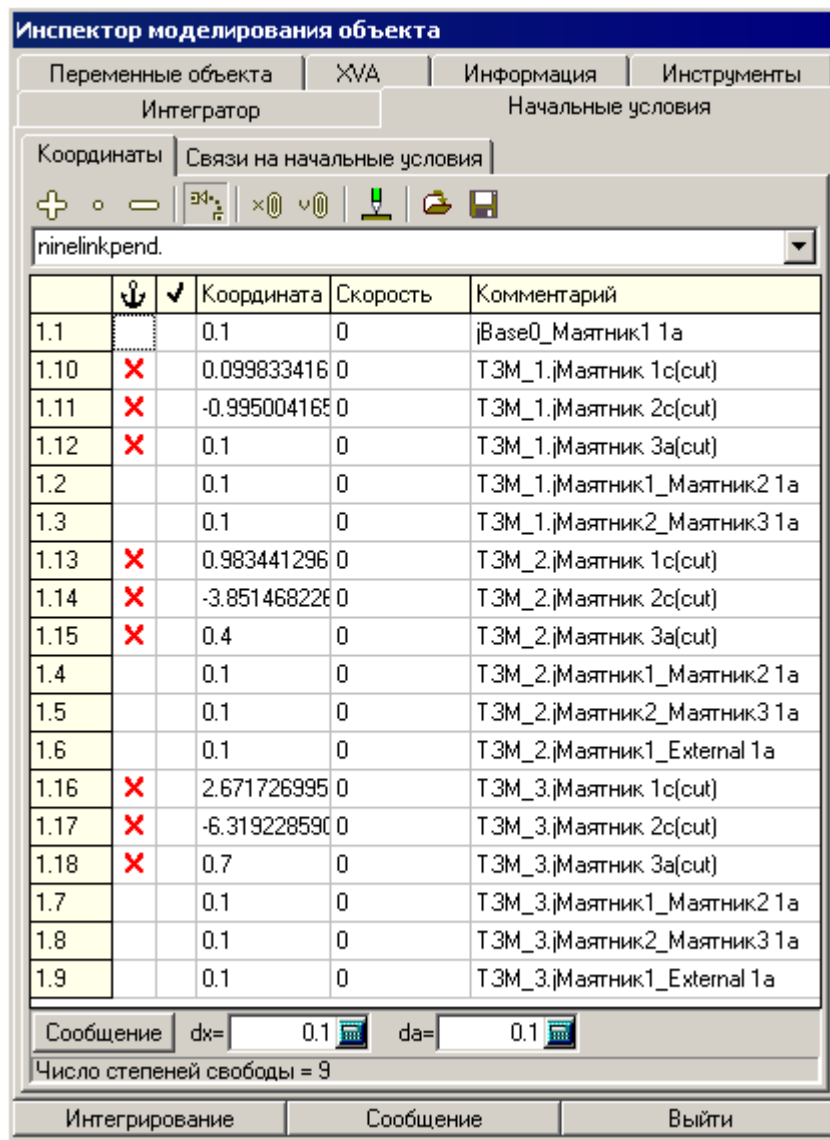 Инспектор моделирования объекта
Переменные объекта XVA Информация Инструменты
Интегратор Начальные условия
Координаты Связи на начальные условия
ninelinkpend.
Координата Скорость Комментарий
1.1 0.1 0 jBase0_Маятник1 1a
1.10 0.099833416 0 ТЗМ_1.jМаятник 1c(cut)
1.11 -0.995004165 0 ТЗМ_1.jМаятник 2c(cut)
1.12 0.1 0 ТЗМ_1.jМаятник 3a(cut)
1.2 0.1 0 ТЗМ_1.jМаятник1_Маятник2 1a
1.3 0.1 0 ТЗМ_1.jМаятник2_Маятник3 1a
1.13 0.983441296 0 ТЗМ_2.jМаятник 1c(cut)
1.14 -3.851468226 0 ТЗМ_2.jМаятник 2c(cut)
1.15 0.4 0 ТЗМ_2.jМаятник 3a(cut)
1.4 0.1 0 ТЗМ_2.jМаятник1_Маятник2 1a
1.5 0.1 0 ТЗМ_2.jМаятник2_Маятник3 1a
1.6 0.1 0 ТЗМ_2.jМаятник1_External 1a
1.16 2.671726995 0 ТЗМ_3.jМаятник 1c(cut)
1.17 -6.319228590 0 ТЗМ_3.jМаятник 2c(cut)
1.18 0.7 0 ТЗМ_3.jМаятник 3a(cut)
1.7 0.1 0 ТЗМ_3.jМаятник1_Маятник2 1a
1.8 0.1 0 ТЗМ_3.jМаятник2_Маятник3 1a
1.9 0.1 0 ТЗМ_3.jМаятник1_External 1a
Сообщение dx= 0.1 da= 0.1
Число степеней свободы = 9
Интегрирование Сообщение Выйти